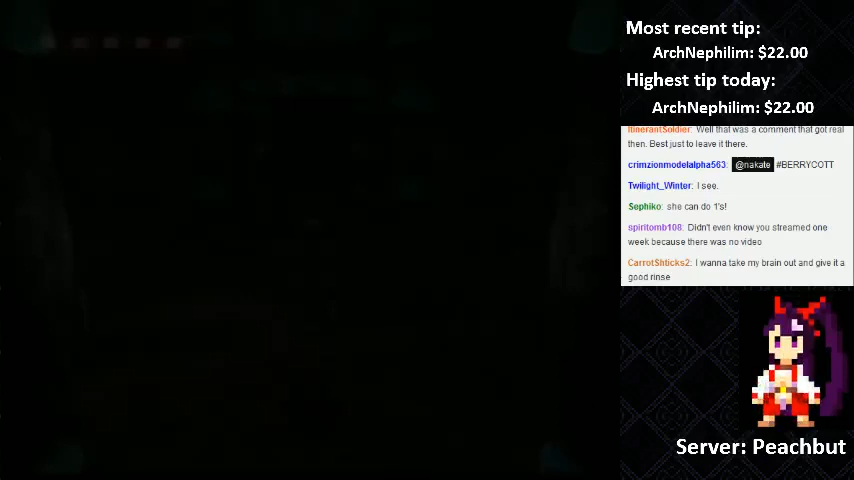 Most recent tip:
ArchNephilim: $22.00
Highest tip today:
ArchNephilim: $22.00
ItinerantSoldier: Well that was a comment that got real
then. Best just to leave it there.
crimzionmodelalpha563: @nakate #BERRYCOTT
Twilight_Winter: I see.
Sephiko: she can do 1's!
spiritomb108: Didn't even know you streamed one
week because there was no video
CarrotShticks2: I wanna take my brain out and give it a
good rinse
Server: Peachbut